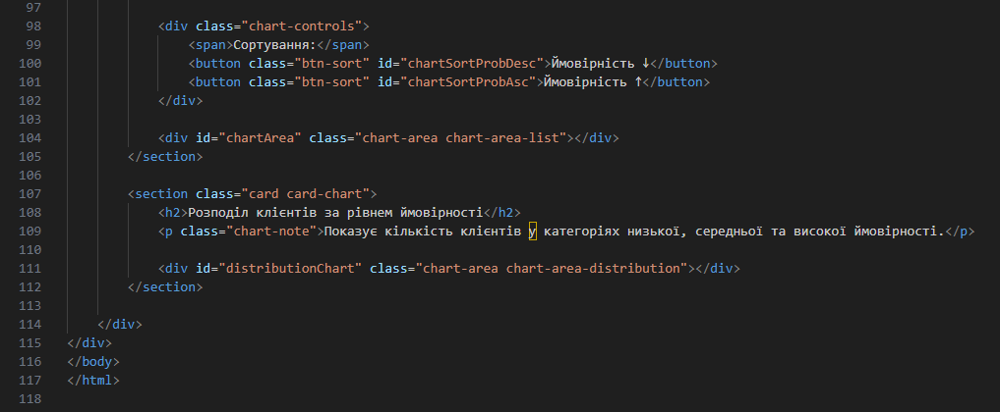 97
98 <div class="chart-controls">
99 <span>Сортування:</span>
100 <button class="btn-sort" id="chartSortProbDesc">Ймовірність ↓</button>
101 <button class="btn-sort" id="chartSortProbAsc">Ймовірність ↑</button>
102 </div>
103
104 <div id="chartArea" class="chart-area chart-area-list"></div>
105 </section>
106
107 <section class="card card-chart">
108 <h2>Розподіл клієнтів за рівнем ймовірності</h2>
109 <p class="chart-note">Показує кількість клієнтів у категоріях низької, середньої та високої ймовірності.</p>
110
111 <div id="distributionChart" class="chart-area chart-area-distribution"></div>
112 </section>
113
114 </div>
115 </div>
116 </body>
117 </html>
118